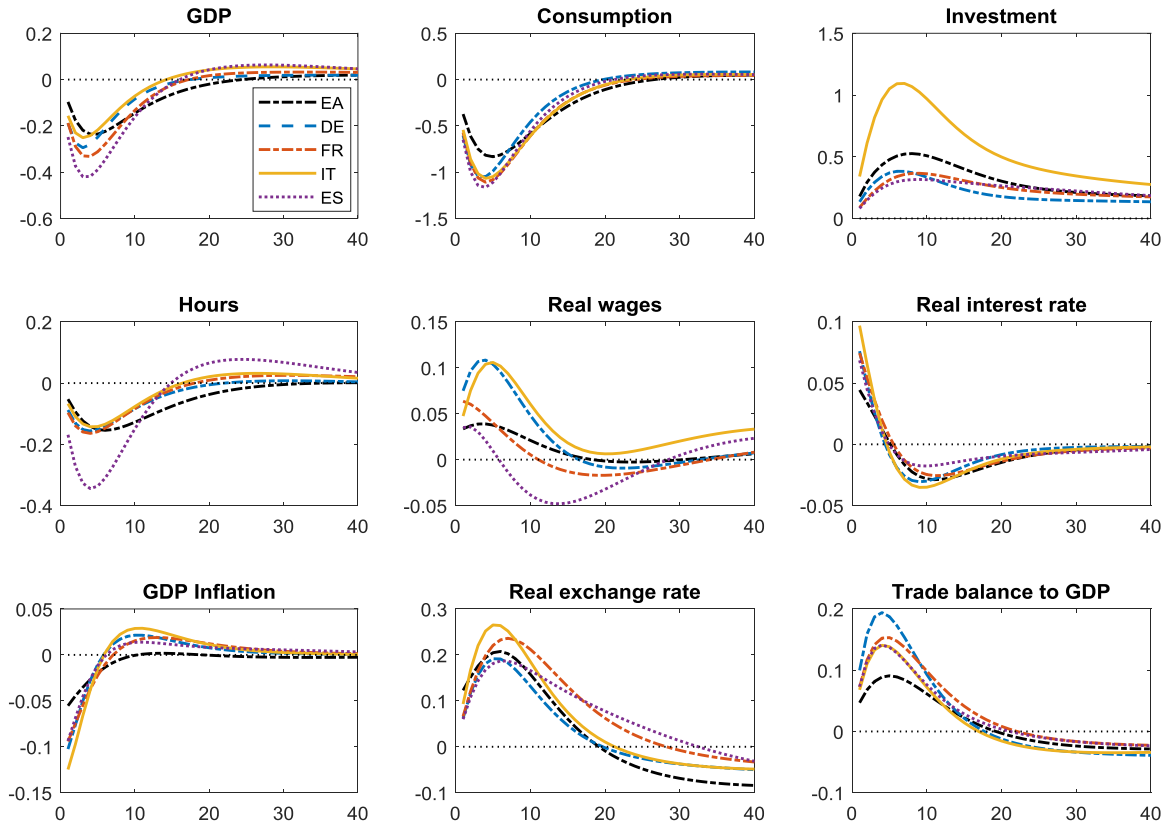 GDP
Consumption
Investment
0.2
0
-0.2
-0.4
-0.6
0 10 20 30 40
EA
DE
FR
IT
ES
0.5
0
-0.5
-1
-1.5
0 10 20 30 40
1.5
1
0.5
0
0 10 20 30 40
Hours
Real wages
Real interest rate
0.2
0
-0.2
-0.4
0 10 20 30 40
0.15
0.1
0.05
0
-0.05
0 10 20 30 40
0.1
0.05
0
-0.05
0 10 20 30 40
GDP Inflation
Real exchange rate
Trade balance to GDP
0.05
0
-0.05
-0.1
-0.15
0 10 20 30 40
0.3
0.2
0.1
0
-0.1
0 10 20 30 40
0.2
0.1
0
-0.1
0 10 20 30 40